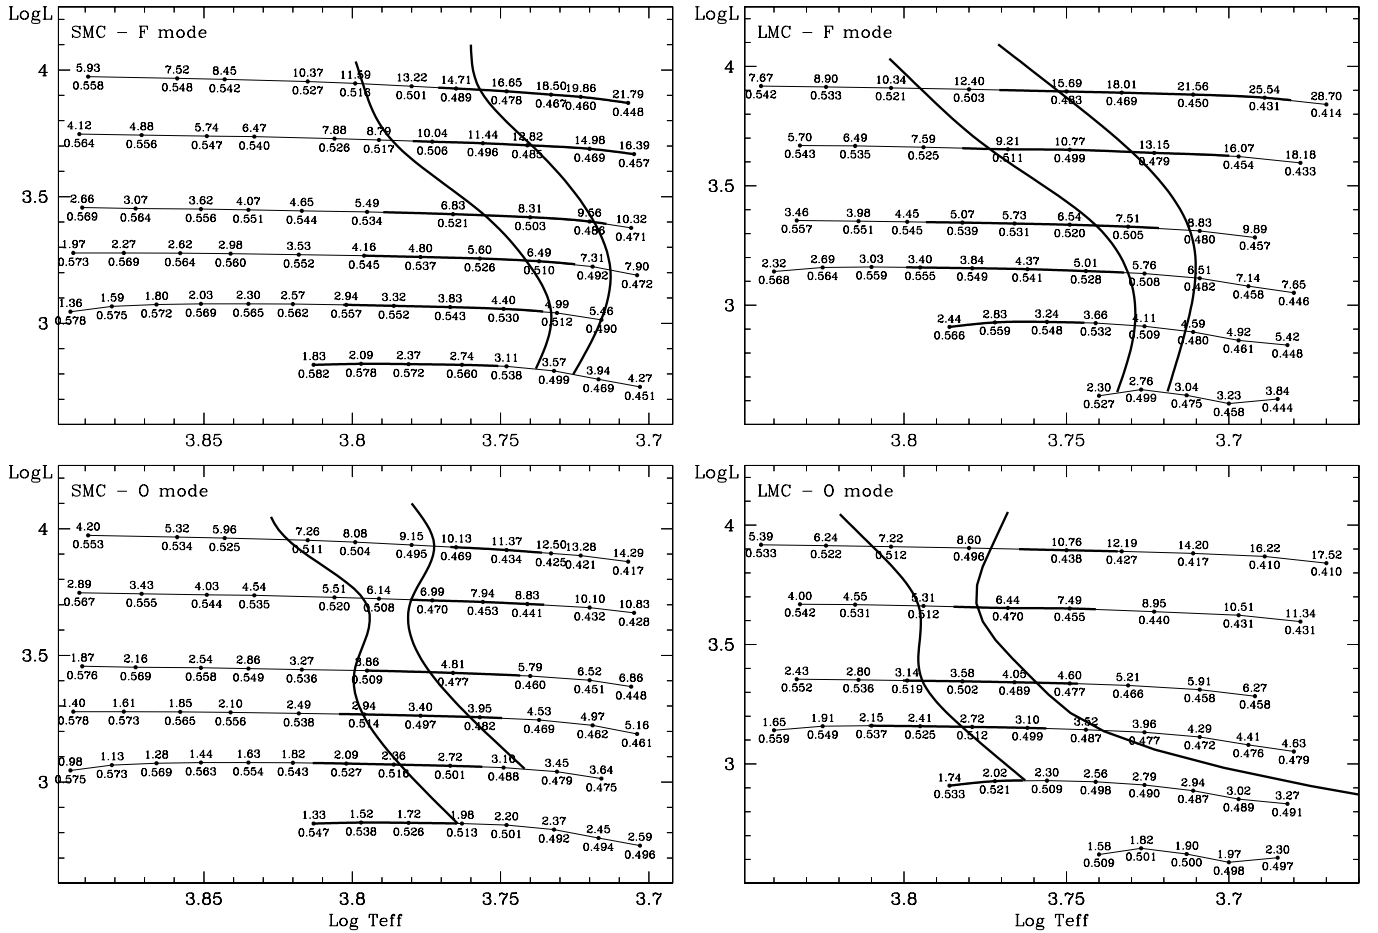 LogL
SMC − F mode
5.93 7.52 8.45 10.37 11.59 13.22 14.71 16.65 18.50 19.86 21.79
0.558 0.548 0.542 0.527 0.513 0.501 0.489 0.478 0.467 0.460 0.448
4
4.12 4.88 5.74 6.47 7.88 8.79 10.04 11.44 12.82 14.98 16.39
0.564 0.556 0.547 0.540 0.526 0.517 0.506 0.496 0.485 0.469 0.457
3.5
2.66 3.07 3.62 4.07 4.65 5.49 6.83 8.31 9.56 10.32
0.569 0.564 0.556 0.551 0.544 0.534 0.521 0.503 0.486 0.471
1.97 2.27 2.62 2.98 3.53 4.16 4.80 5.60 6.49 7.31 7.90
0.573 0.569 0.564 0.560 0.552 0.545 0.537 0.526 0.510 0.492 0.472
1.36 1.59 1.80 2.03 2.30 2.57 2.94 3.32 3.83 4.40 4.99 5.46
0.578 0.575 0.572 0.569 0.565 0.562 0.557 0.552 0.543 0.530 0.512 0.490
3
1.83 2.09 2.37 2.74 3.11 3.57 3.94 4.27
0.582 0.578 0.572 0.560 0.538 0.499 0.469 0.451
3.85 3.8 3.75 3.7
LogL
LMC − F mode
4
7.67 8.90 10.34 12.40 15.69 18.01 21.56 25.54 28.70
0.542 0.533 0.521 0.503 0.483 0.469 0.450 0.431 0.414
5.70 6.49 7.59 9.21 10.77 13.15 16.07 18.18
0.543 0.535 0.525 0.511 0.499 0.479 0.454 0.433
3.5
3.46 3.98 4.45 5.07 5.73 6.54 7.51 8.83 9.89
0.557 0.551 0.545 0.539 0.531 0.520 0.505 0.480 0.457
2.32 2.69 3.03 3.40 3.84 4.37 5.01 5.76 6.51 7.14 7.65
0.568 0.564 0.559 0.555 0.549 0.541 0.528 0.508 0.482 0.458 0.446
3
2.44 2.83 3.24 3.66 4.11 4.59 4.92 5.42
0.566 0.559 0.548 0.532 0.509 0.480 0.461 0.448
2.30 2.76 3.04 3.23 3.84
0.527 0.499 0.475 0.458 0.444
3.8 3.75 3.7
LogL
SMC − O mode
4
4.20 5.32 5.96 7.26 8.08 9.15 10.13 11.37 12.50 13.28 14.29
0.553 0.534 0.525 0.511 0.504 0.495 0.469 0.434 0.425 0.421 0.417
2.89 3.43 4.03 4.54 5.51 6.14 6.99 7.94 8.83 10.10 10.83
0.567 0.555 0.544 0.535 0.520 0.508 0.470 0.453 0.441 0.432 0.428
3.5
1.87 2.16 2.54 2.86 3.27 3.86 4.81 5.79 6.52 6.86
0.576 0.569 0.558 0.549 0.536 0.509 0.477 0.460 0.451 0.448
1.40 1.61 1.85 2.10 2.49 2.94 3.40 3.95 4.53 4.97 5.16
0.578 0.573 0.565 0.556 0.538 0.514 0.497 0.482 0.469 0.462 0.461
0.98 1.13 1.28 1.44 1.63 1.82 2.09 2.36 2.72 3.16 3.45 3.64
0.575 0.573 0.569 0.563 0.554 0.543 0.527 0.516 0.501 0.488 0.479 0.475
3
1.33 1.52 1.72 1.98 2.20 2.37 2.45 2.59
0.547 0.538 0.526 0.513 0.501 0.492 0.494 0.496
3.85 3.8 3.75 3.7
Log Teff
LogL
LMC − O mode
4
5.39 6.24 7.22 8.60 10.76 12.19 14.20 16.22 17.52
0.533 0.522 0.512 0.496 0.438 0.427 0.417 0.410 0.410
4.00 4.55 5.31 6.44 7.49 8.95 10.51 11.34
0.542 0.531 0.512 0.470 0.455 0.440 0.431 0.431
3.5
2.43 2.80 3.14 3.58 4.05 4.60 5.21 5.91 6.27
0.552 0.536 0.519 0.502 0.489 0.477 0.466 0.458 0.458
1.65 1.91 2.15 2.41 2.72 3.10 3.52 3.96 4.29 4.41 4.63
0.559 0.549 0.537 0.525 0.512 0.499 0.487 0.477 0.472 0.476 0.479
3
1.74 2.02 2.30 2.56 2.79 2.94 3.02 3.27
0.533 0.521 0.509 0.498 0.490 0.487 0.489 0.491
1.58 1.82 1.90 1.97 2.30
0.509 0.501 0.500 0.498 0.497
3.8 3.75 3.7
Log Teff